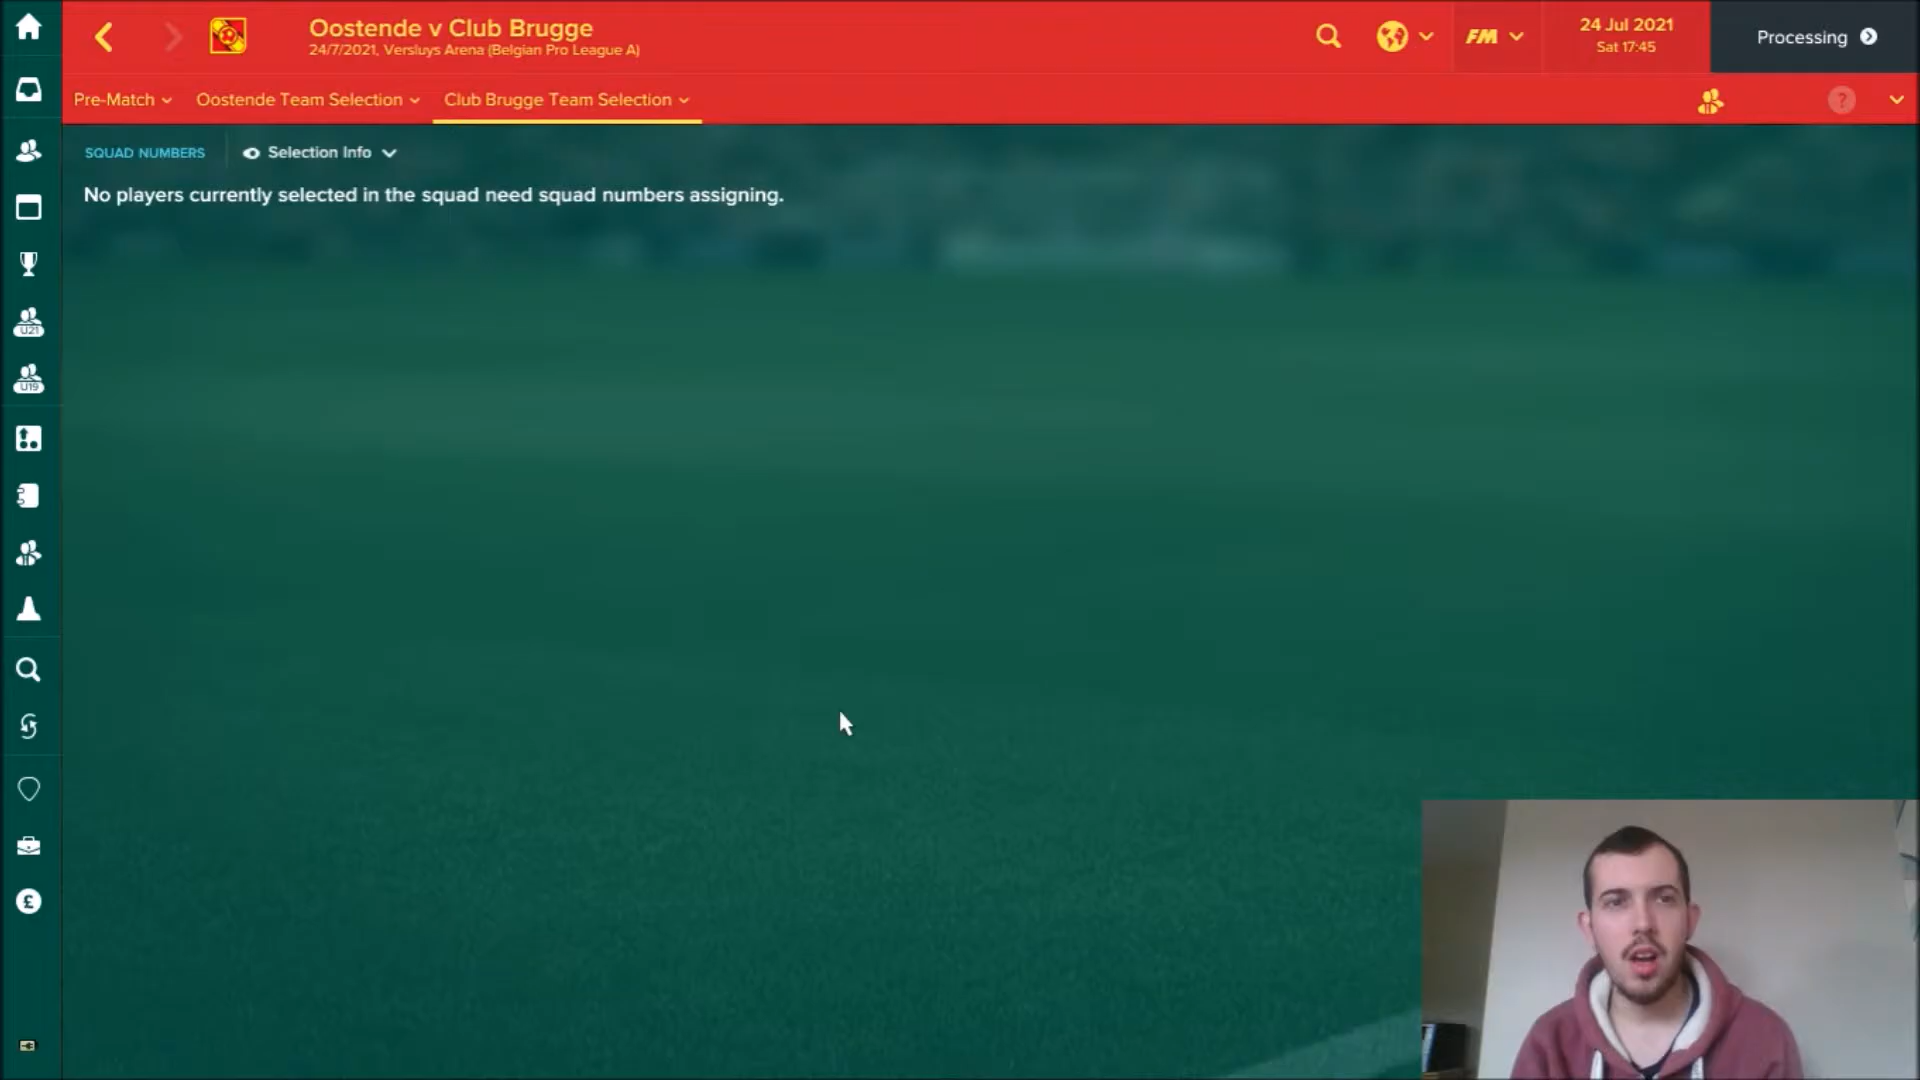 Oostende v Club Brugge
24/7/2021, Versluys Arena (Belgian Pro League A)
FM
24 Jul 2021
Sat 17:45
Processing
Pre-Match
Oostende Team Selection
Club Brugge Team Selection
?
SQUAD NUMBERS
Selection Info
No players currently selected in the squad need squad numbers assigning.
U21
U19
£